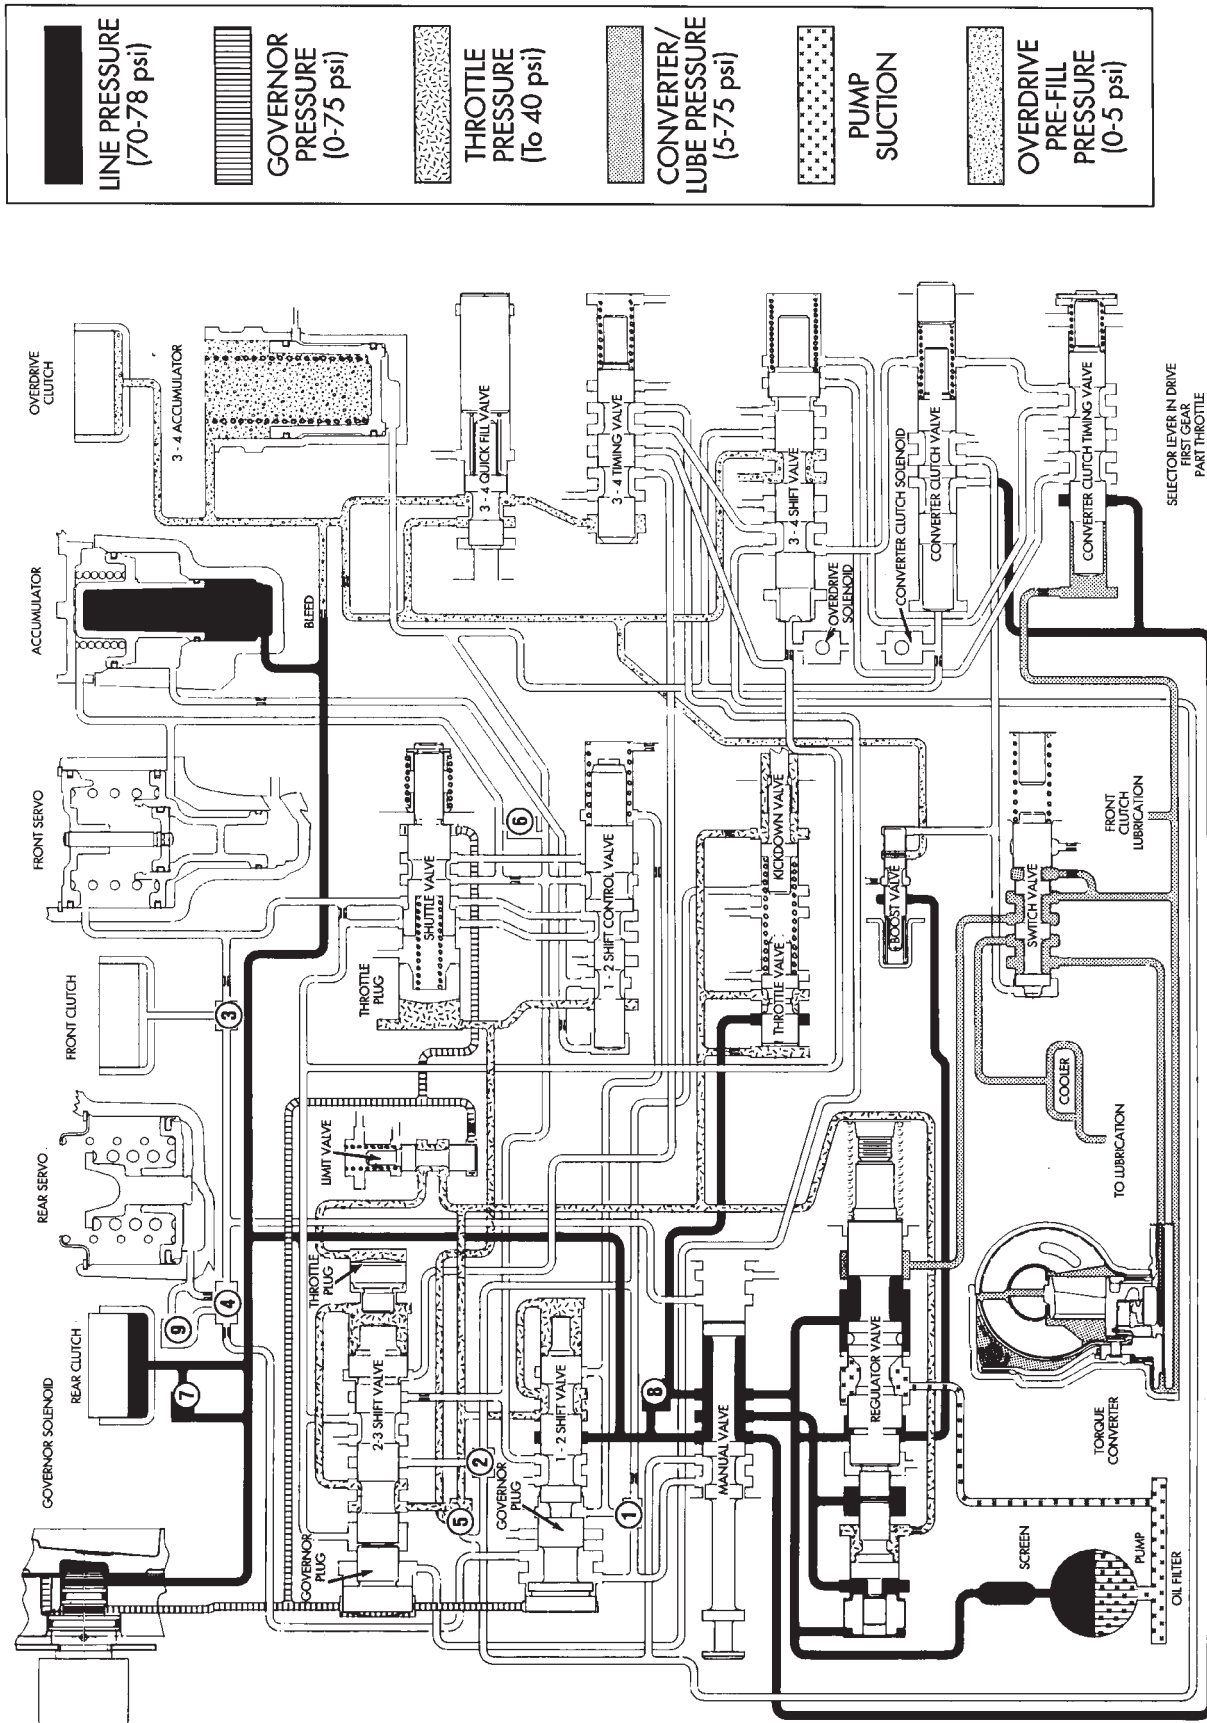 LINE PRESSURE
(70-78 psi)
GOVERNOR
PRESSURE
(0-75 psi)
THROTTLE
PRESSURE
(To 40 psi)
CONVERTER/
LUBE PRESSURE
(5-75 psi)
PUMP
SUCTION
OVERDRIVE
PRE-FILL
PRESSURE
(0-5 psi)
GOVERNOR SOLENOID
REAR CLUTCH
REAR SERVO
FRONT CLUTCH
FRONT SERVO
ACCUMULATOR
OVERDRIVE
CLUTCH
3 - 4 ACCUMULATOR
BLEED
7
9
4
3
GOVERNOR
PLUG
2-3 SHIFT VALVE
THROTTLE
PLUG
LIMIT VALVE
THROTTLE
PLUG
SHUTTLE VALVE
3 - 4 QUICK FILL VALVE
5
2
6
GOVERNOR
PLUG
1 - 2 SHIFT VALVE
1 - 2 SHIFT CONTROL VALVE
3 - 4 TIMING VALVE
1
8
MANUAL VALVE
THROTTLE VALVE
KICKDOWN VALVE
3 - 4 SHIFT VALVE
OVERDRIVE
SOLENOID
REGULATOR VALVE
BOOST VALVE
CONVERTER CLUTCH SOLENOID
CONVERTER CLUTCH VALVE
SWITCH VALVE
CONVERTER CLUTCH TIMING VALVE
SCREEN
PUMP
OIL FILTER
TORQUE
CONVERTER
COOLER
TO LUBRICATION
FRONT
CLUTCH
LUBRICATION
SELECTOR LEVER IN DRIVE
FIRST GEAR
PART THROTTLE